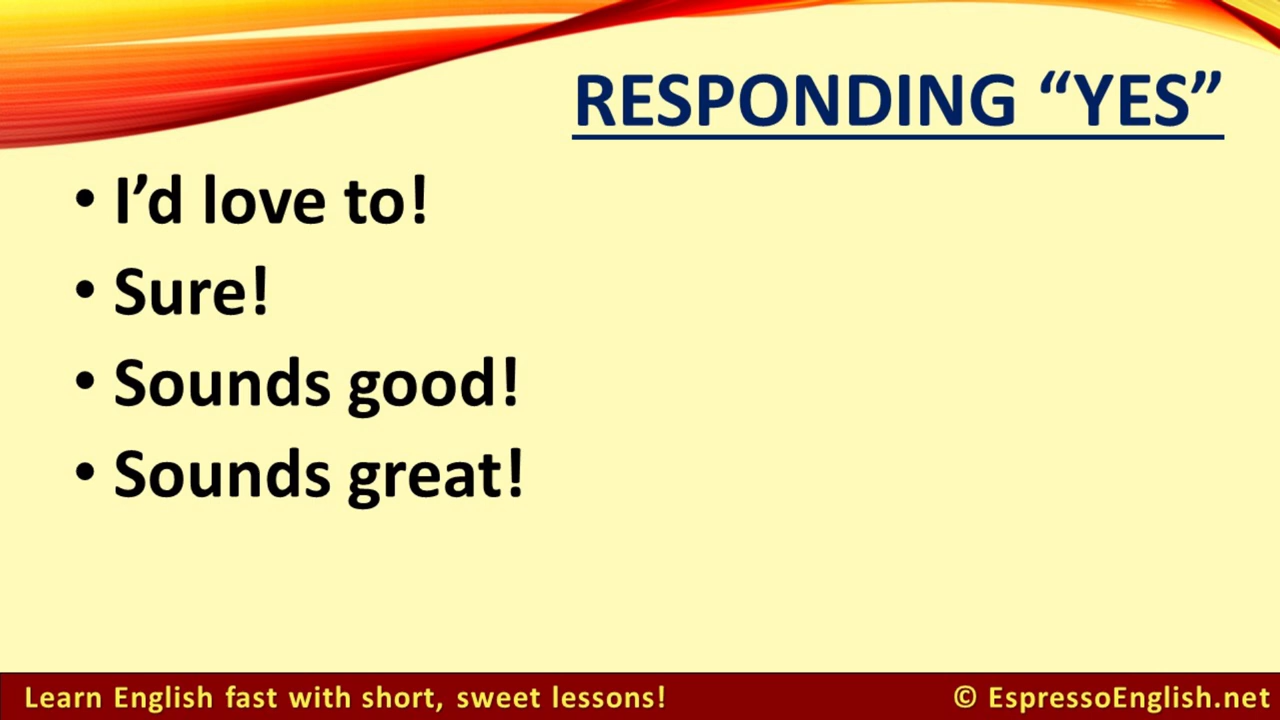 RESPONDING “YES”
• I’d love to!
• Sure!
• Sounds good!
• Sounds great!
Learn English fast with short, sweet lessons!
© EspressoEnglish.net